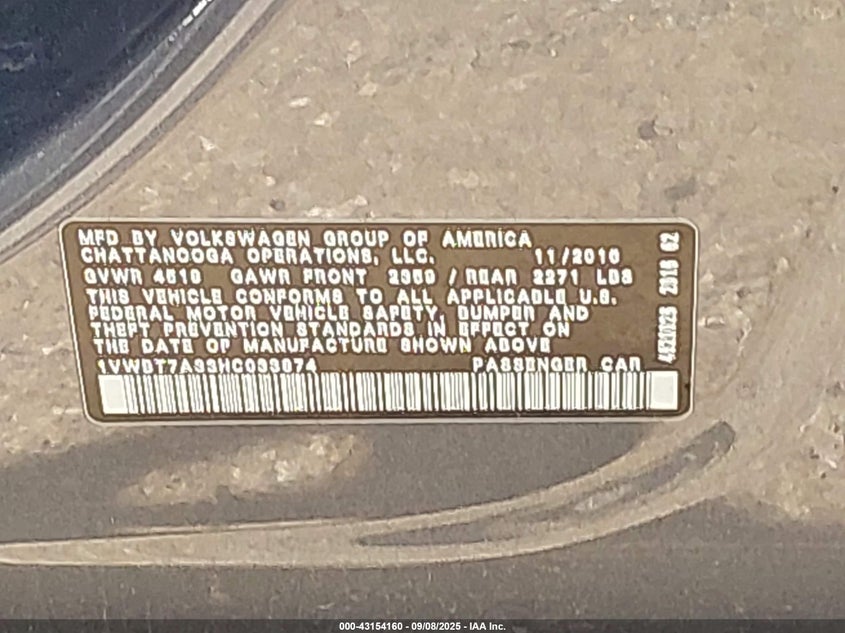 MFD BY VOLKSWAGEN GROUP OF AMERICA
CHATTANOOGA OPERATIONS, LLC. 11/2016
GVWR 4519 GAWR FRONT 2359 / REAR 2271 LBS
THIS VEHICLE CONFORMS TO ALL APPLICABLE U.S.
FEDERAL MOTOR VEHICLE SAFETY, BUMPER AND
THEFT PREVENTION STANDARDS IN EFFECT ON
THE DATE OF MANUFACTURE SHOWN ABOVE
PASSENGER CAR
000-43154160 - 09/08/2025 - IAA Inc.